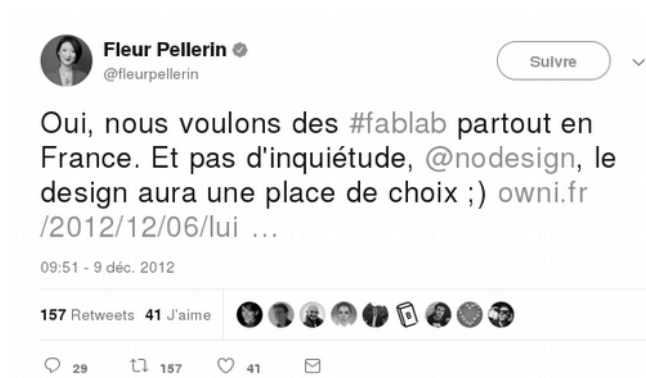 Fleur Pellerin
@fleurpellerin
Suivre
Oui, nous voulons des #fablab partout en
France. Et pas d'inquiétude, @nodesign, le
design aura une place de choix ;) owni.fr
/2012/12/06/lui …
09:51 - 9 déc. 2012
157 Retweets 41 J'aime
29 157 41